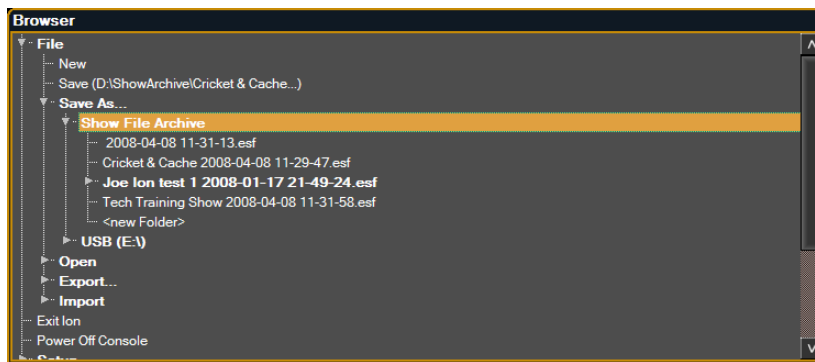 Browser
File
New
Save (D:\ShowArchive\Cricket & Cache...)
Save As...
Show File Archive
2008-04-08 11-31-13.esf
Cricket & Cache 2008-04-08 11-29-47.esf
Joe Ion test 1 2008-01-17 21-49-24.esf
Tech Training Show 2008-04-08 11-31-58.esf
<new Folder>
USB (E:\)
Open
Export...
Import
Exit Ion
Power Off Console